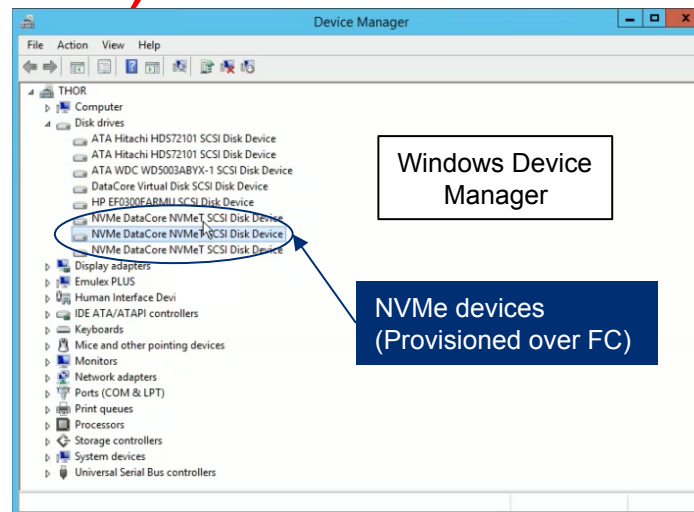 Device Manager
File Action View Help
THOR
Computer
Disk drives
ATA Hitachi HDS72101 SCSI Disk Device
ATA Hitachi HDS72101 SCSI Disk Device
ATA WDC WD5003ABYX-1 SCSI Disk Device
DataCore Virtual Disk SCSI Disk Device
HP EF0300FARMU SCSI Disk Device
NVMe DataCore NVMeT SCSI Disk Device
NVMe DataCore NVMeT SCSI Disk Device
NVMe DataCore NVMeT SCSI Disk Device
Display adapters
Emulex PLUS
Human Interface Devi
IDE ATA/ATAPI controllers
Keyboards
Mice and other pointing devices
Monitors
Network adapters
Ports (COM & LPT)
Print queues
Processors
Storage controllers
System devices
Universal Serial Bus controllers
Windows Device
Manager
NVMe devices
(Provisioned over FC)